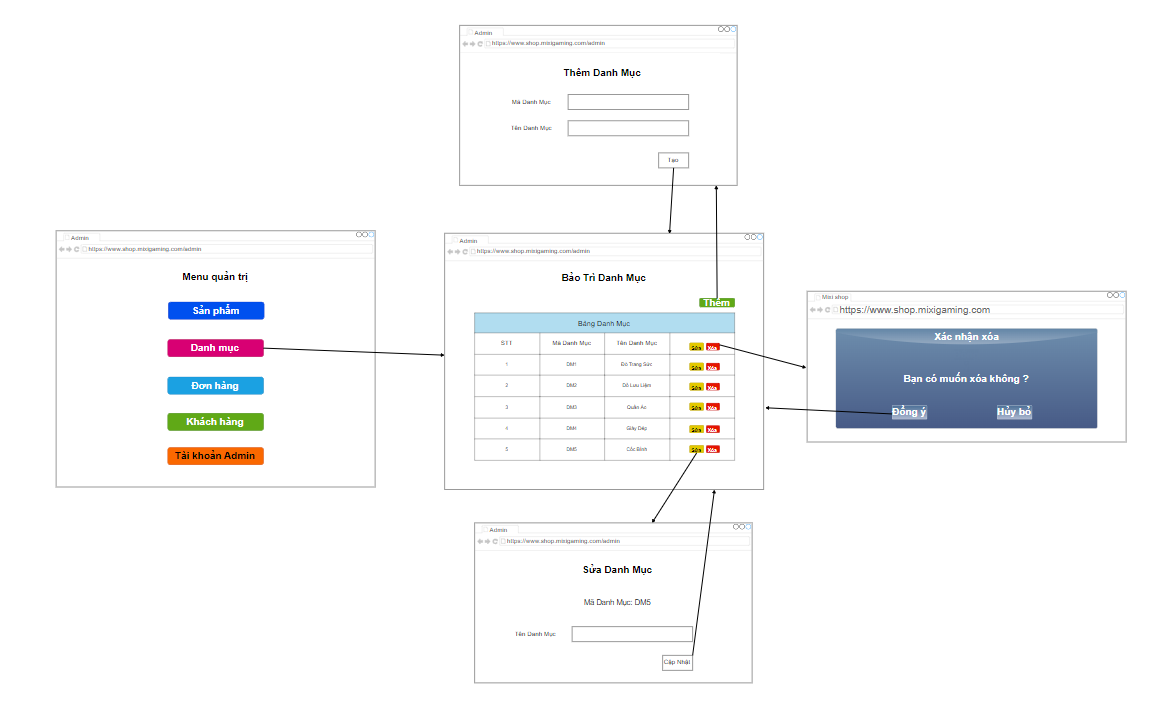 Admin
https://www.shop.mixigaming.com/admin
Thêm Danh Mục
Mã Danh Mục
Tên Danh Mục
Tạo
Admin
https://www.shop.mixigaming.com/admin
Menu quản trị
Sản phẩm
Danh mục
Đơn hàng
Khách hàng
Tài khoản Admin
Admin
https://www.shop.mixigaming.com/admin
Bảo Trì Danh Mục
Thêm
Bảng Danh Mục
STT Mã Danh Mục Tên Danh Mục Sửa Xóa
1 DM1 Đồ Trang Sức Sửa Xóa
2 DM2 Đồ Lưu Liệm Sửa Xóa
3 DM3 Quần Áo Sửa Xóa
4 DM4 Giày Dép Sửa Xóa
5 DM5 Cốc Bình Sửa Xóa
Mixi shop
https://www.shop.mixigaming.com
Xác nhận xóa
Bạn có muốn xóa không ?
Đồng ý Hủy bỏ
Admin
https://www.shop.mixigaming.com/admin
Sửa Danh Mục
Mã Danh Mục: DM5
Tên Danh Mục
Cập Nhật